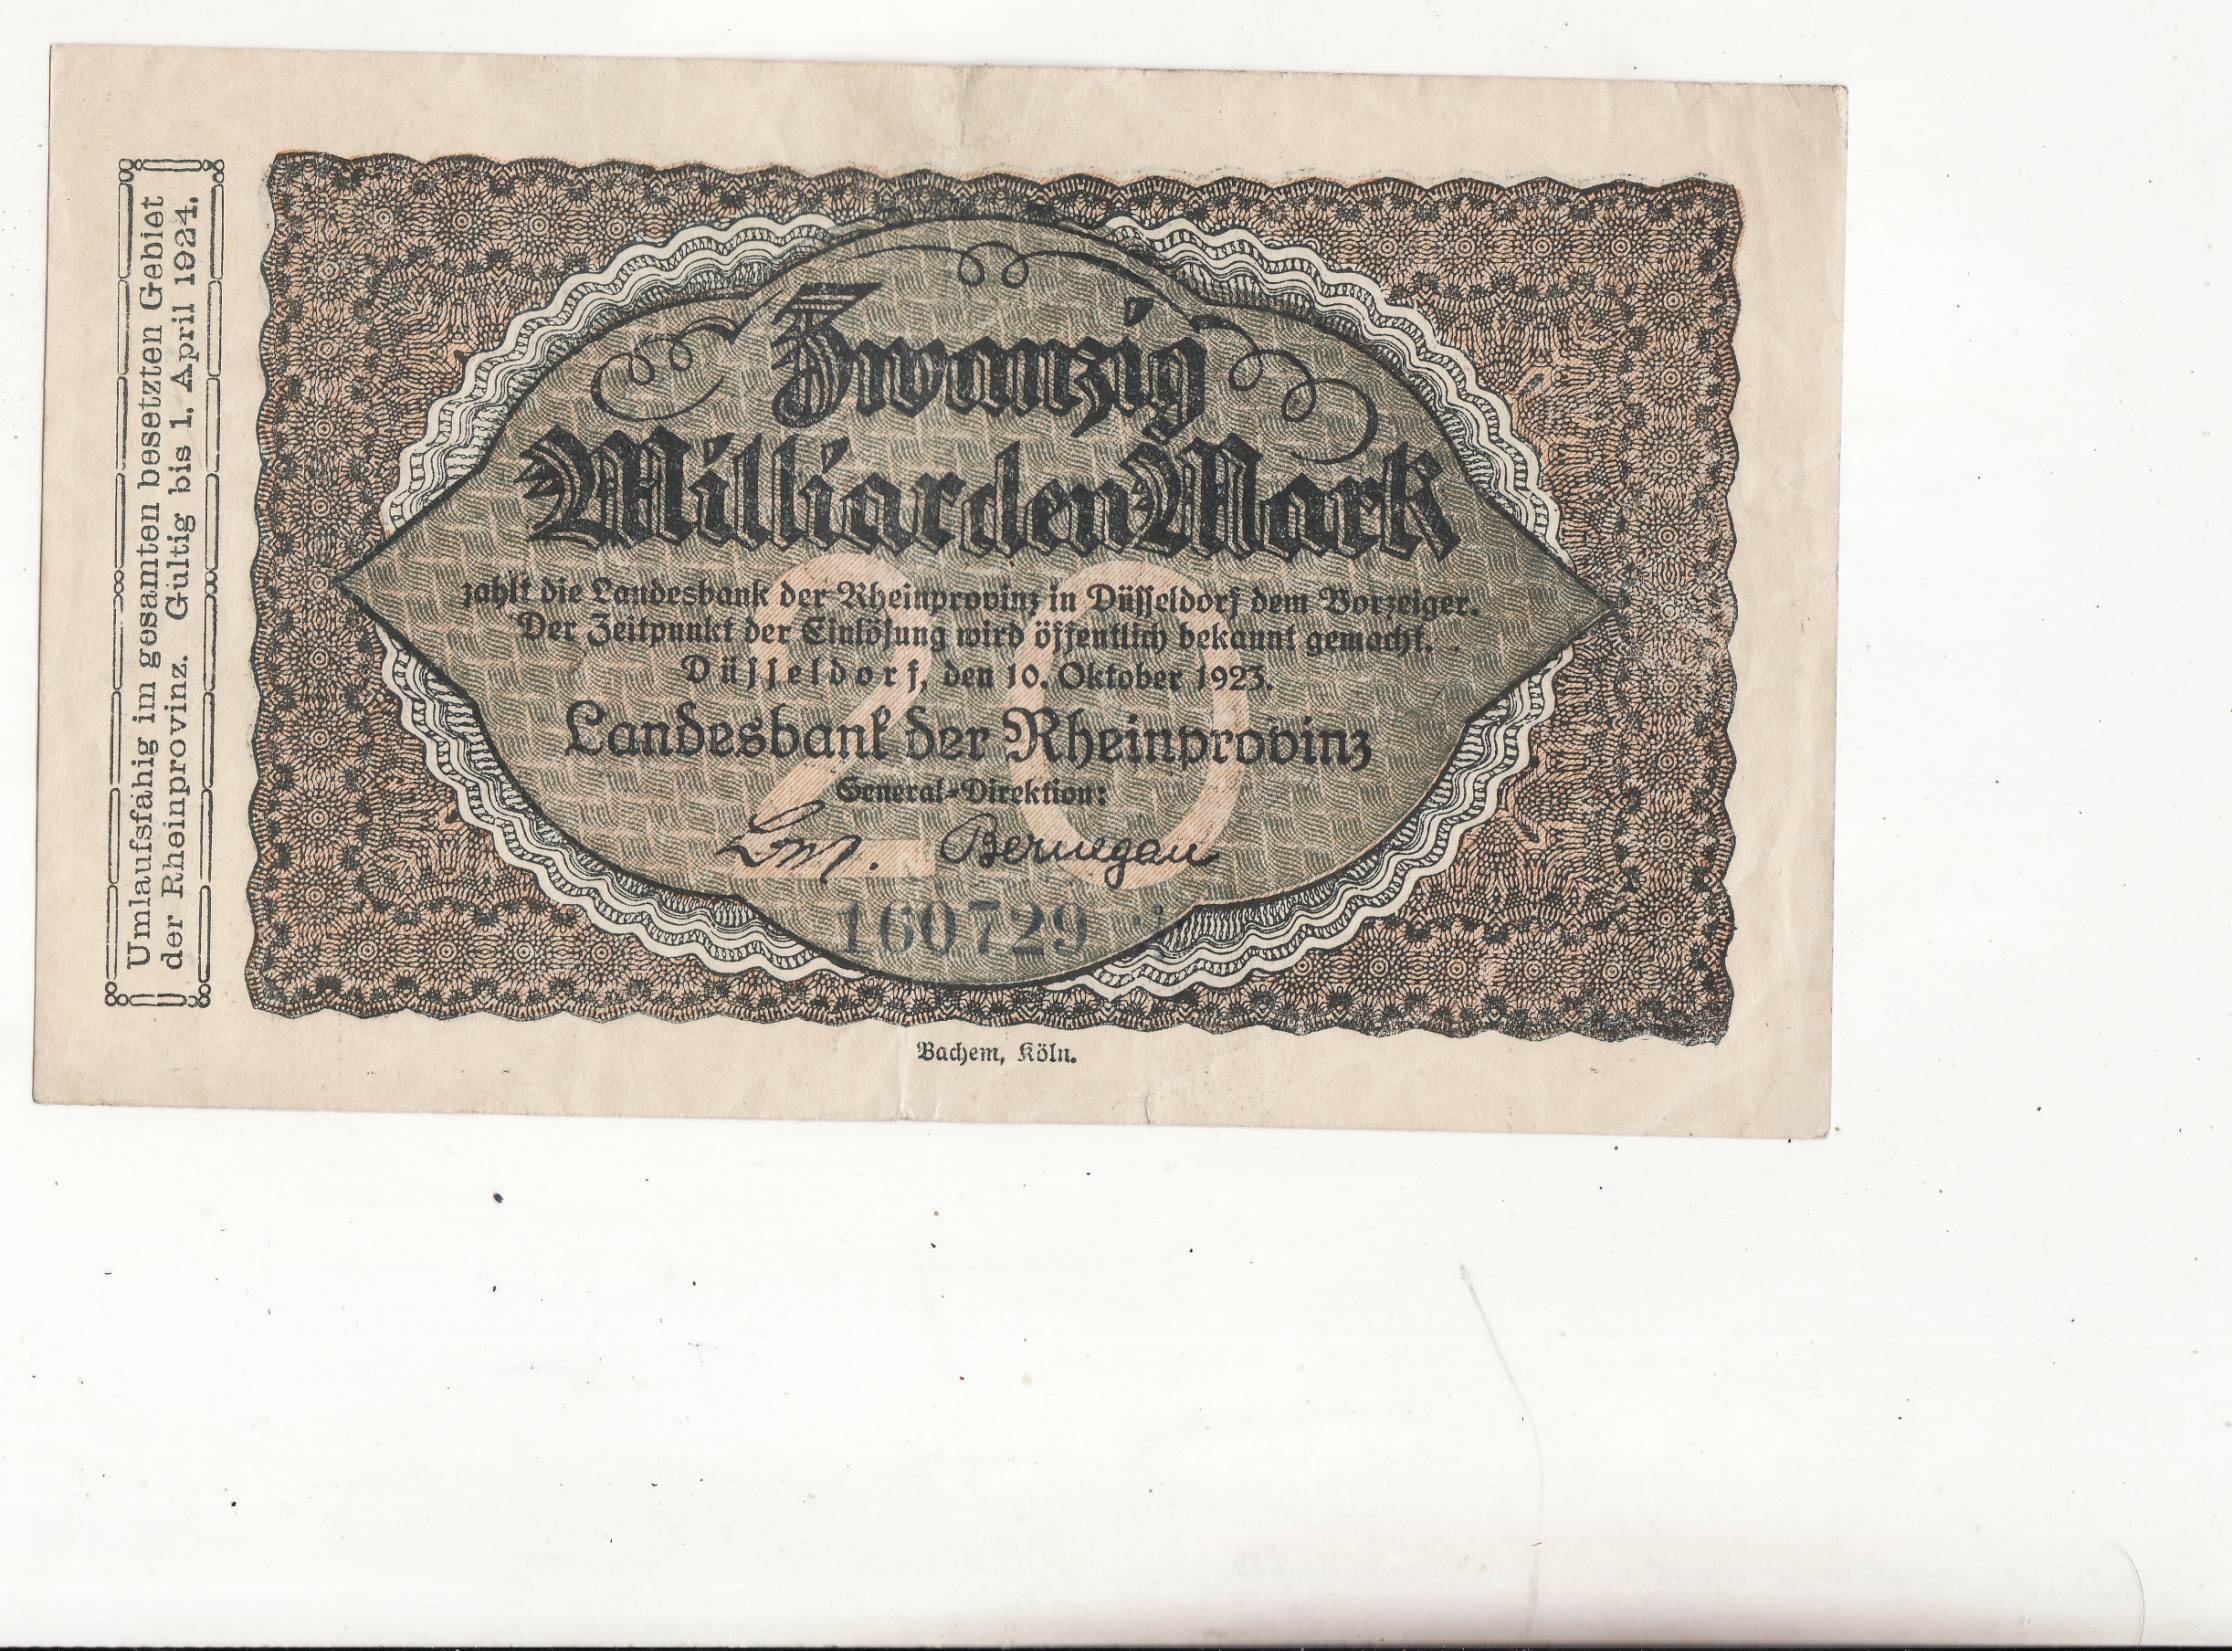 Umlaufsfähig im gesamten besetzten Gebiet
der Rheinprovinz. Gültig bis 1. April 1924.
Zwanzig
Milliarden Mark
20
zahlt die Landesbank der Rheinprovinz in Düsseldorf dem Vorzeiger.
Der Zeitpunkt der Einlösung wird öffentlich bekannt gemacht.
Düsseldorf, den 10. Oktober 1923.
Landesbank der Rheinprovinz
General-Direktion:
Bernegau
160729
Bachem, Köln.